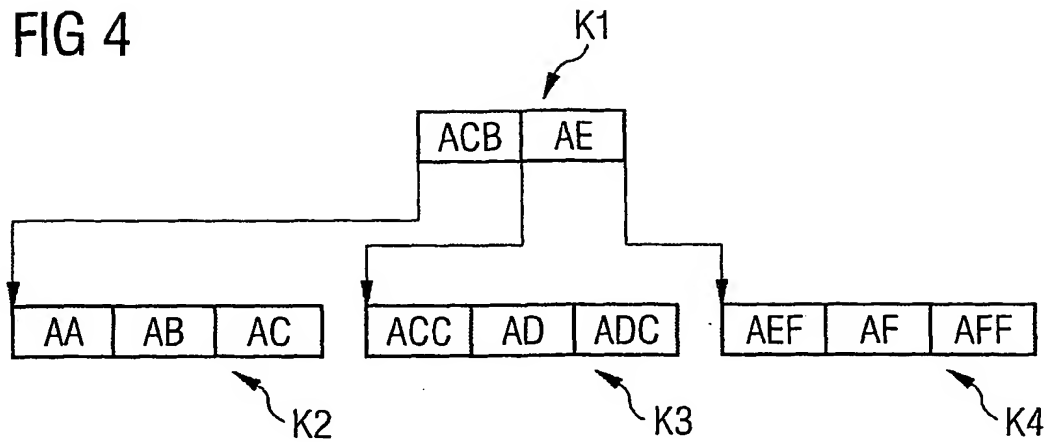 FIG 4
K1
ACB AE
AA AB AC
ACC AD ADC
AEF AF AFF
K2
K3
K4